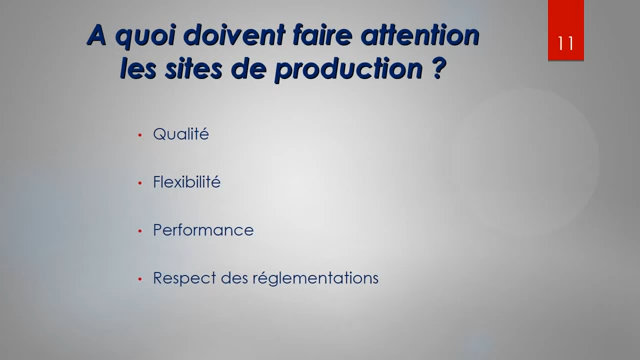 A quoi doivent faire attention
les sites de production ?
11
• Qualité
• Flexibilité
• Performance
• Respect des réglementations